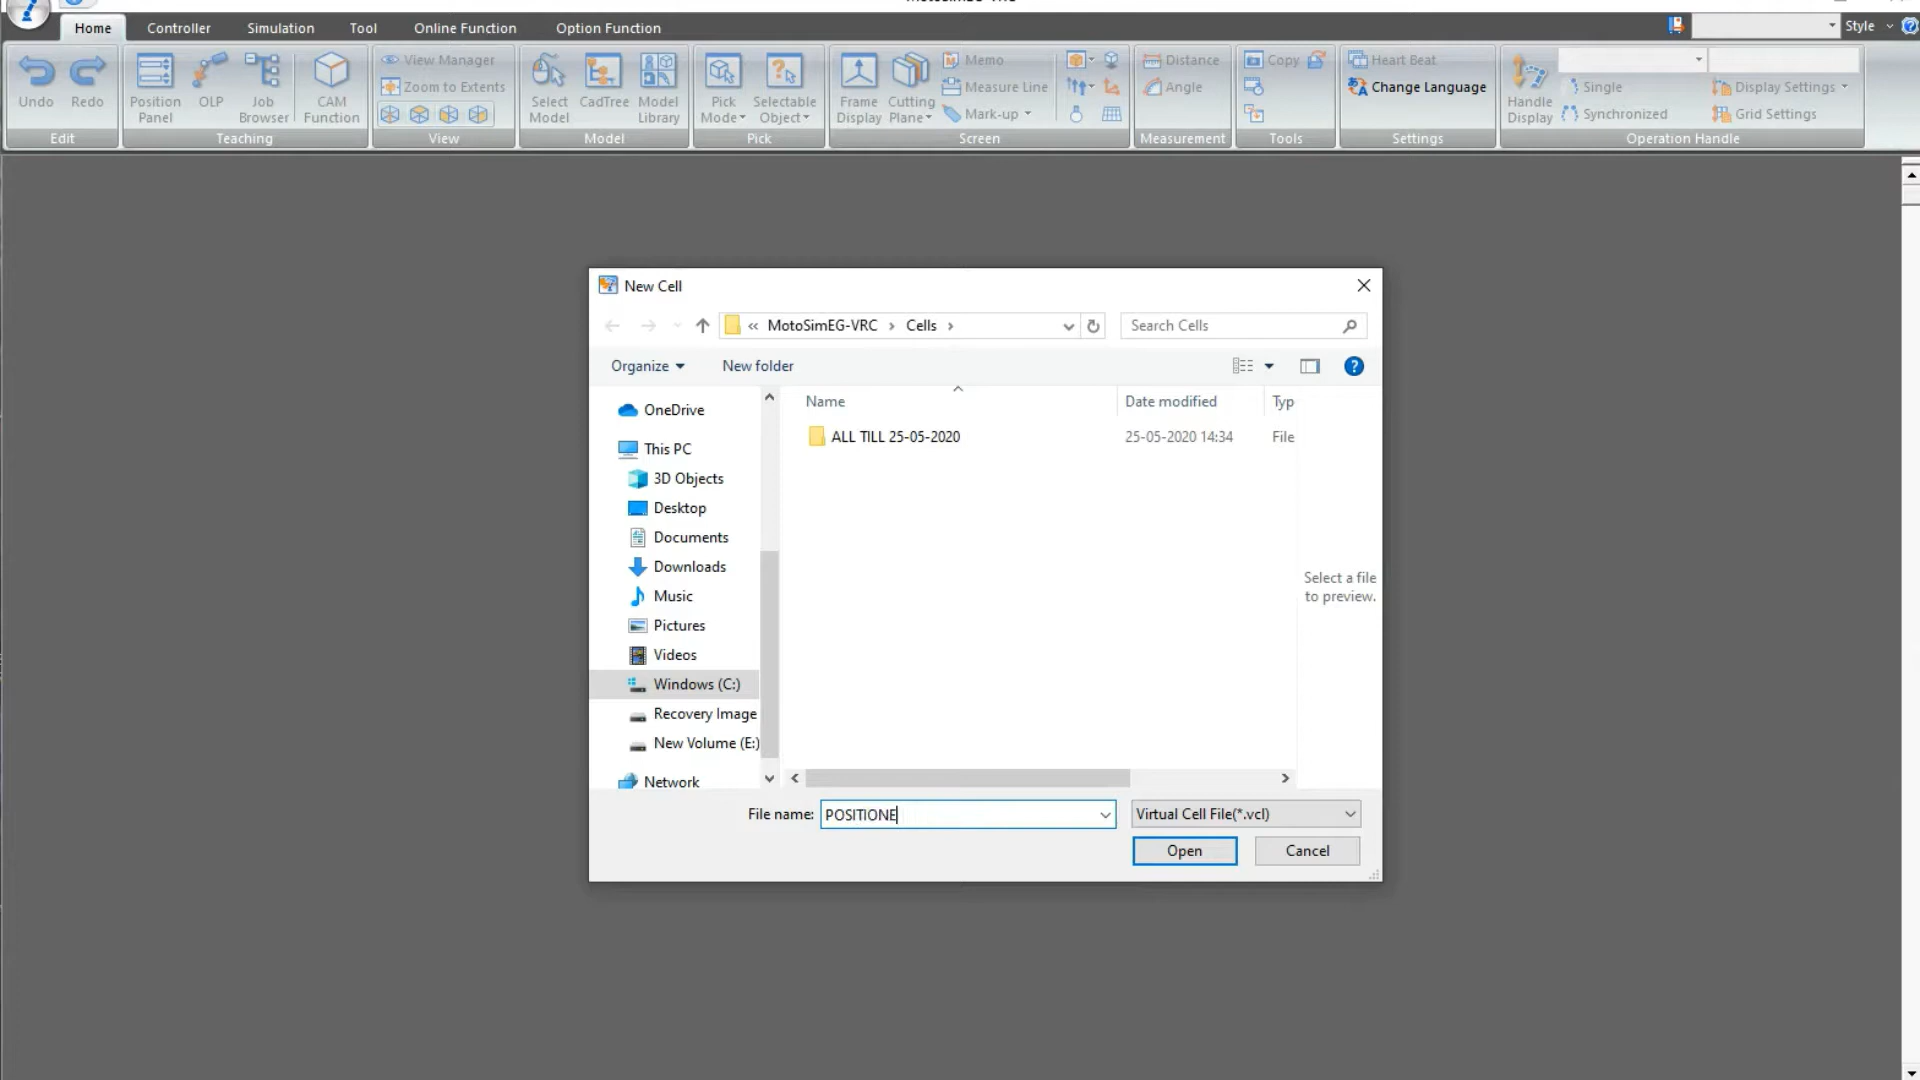 Home Controller Simulation Tool Online Function Option Function Style
Undo Redo
Edit
Position Panel OLP Job Browser CAM Function
Teaching
View Manager
Zoom to Extents
View
Select Model CadTree Model Library
Model
Pick Mode Selectable Object
Pick
Frame Display Cutting Plane Memo
Measure Line
Mark-up
Screen
Distance
Angle
Measurement
Copy
Tools
Heart Beat
Change Language
Settings
Handle Display Single Display Settings
Synchronized Grid Settings
Operation Handle
New Cell
« MotoSimEG-VRC › Cells › Search Cells
Organize New folder
Name Date modified Typ
ALL TILL 25-05-2020 25-05-2020 14:34 File
OneDrive
This PC
3D Objects
Desktop
Documents
Downloads
Music
Pictures
Videos
Windows (C:)
Recovery Image
New Volume (E:)
Network
Select a file
to preview.
File name: POSITIONE Virtual Cell File(*.vcl)
Open Cancel